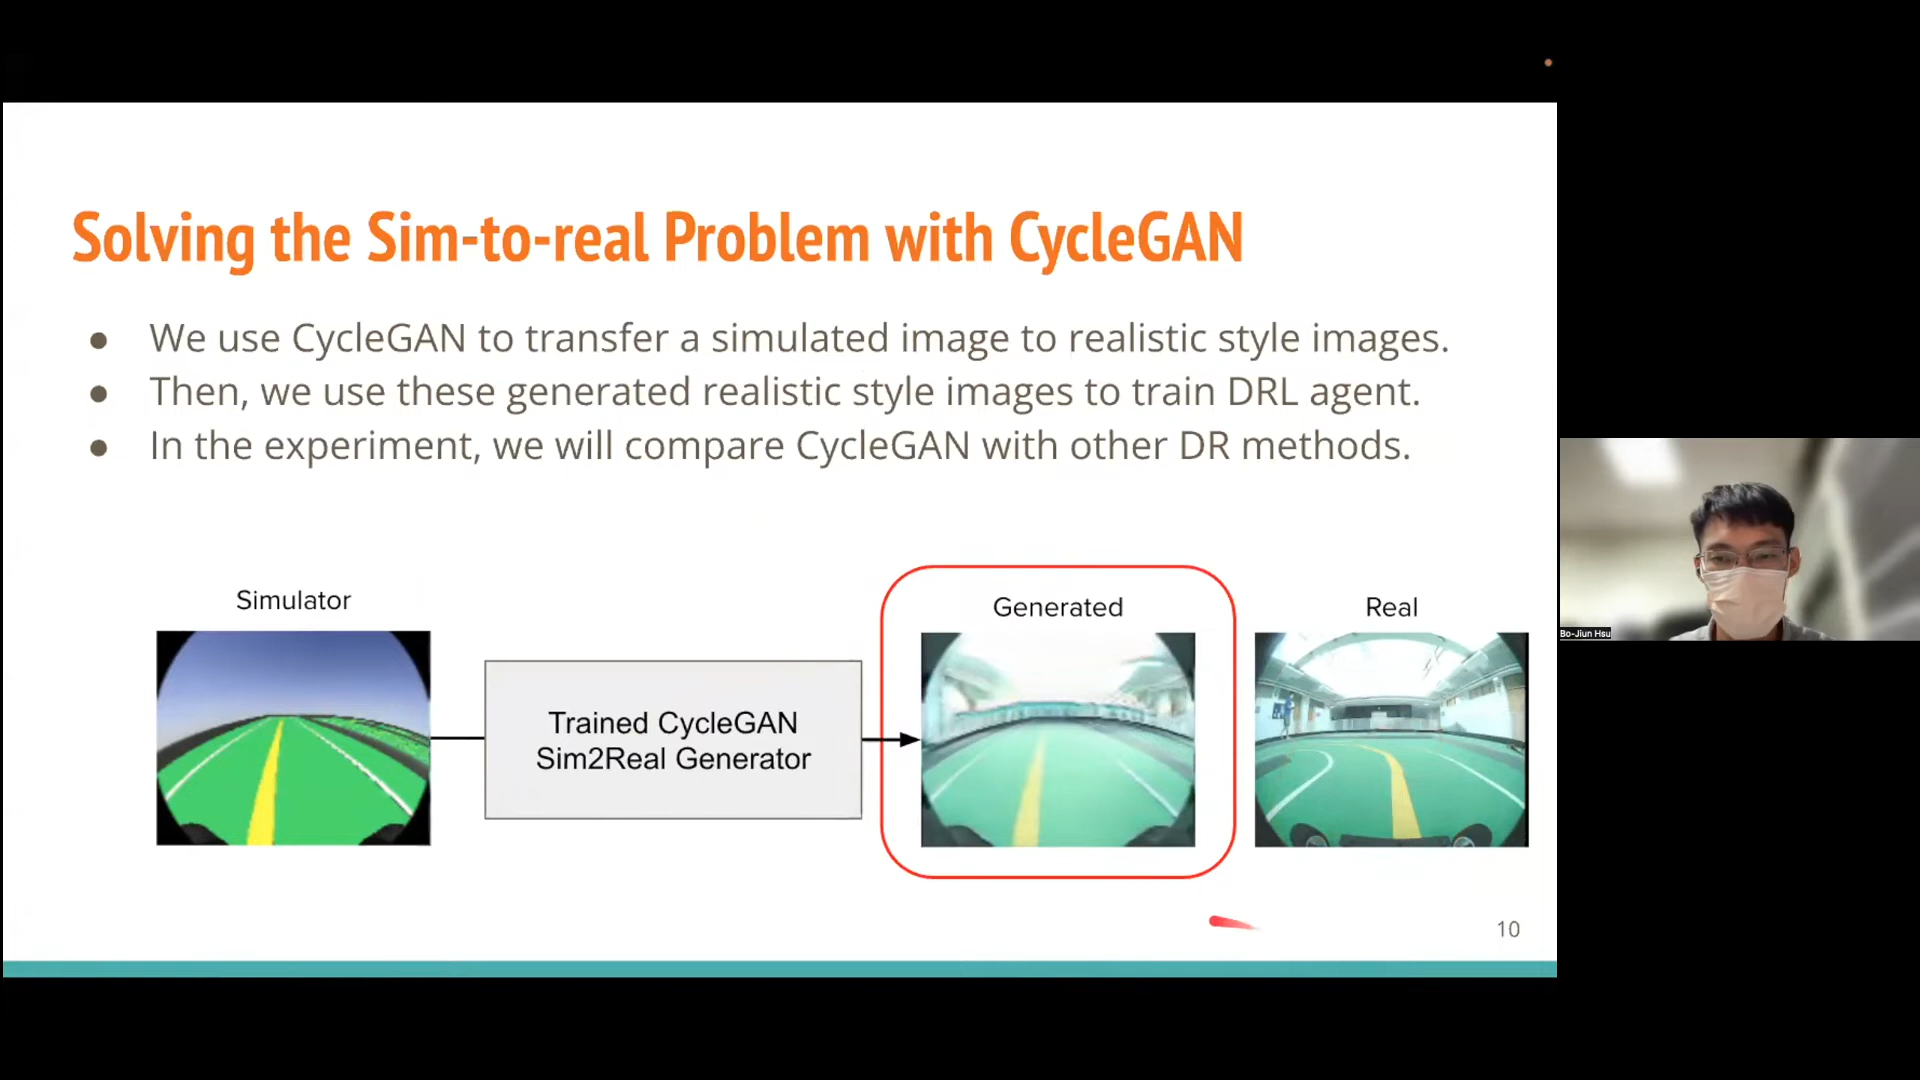 Solving the Sim-to-real Problem with CycleGAN
● We use CycleGAN to transfer a simulated image to realistic style images.
● Then, we use these generated realistic style images to train DRL agent.
● In the experiment, we will compare CycleGAN with other DR methods.
Simulator
Trained CycleGAN
Sim2Real Generator
Generated
Real
10
Bo-Jiun Hsu